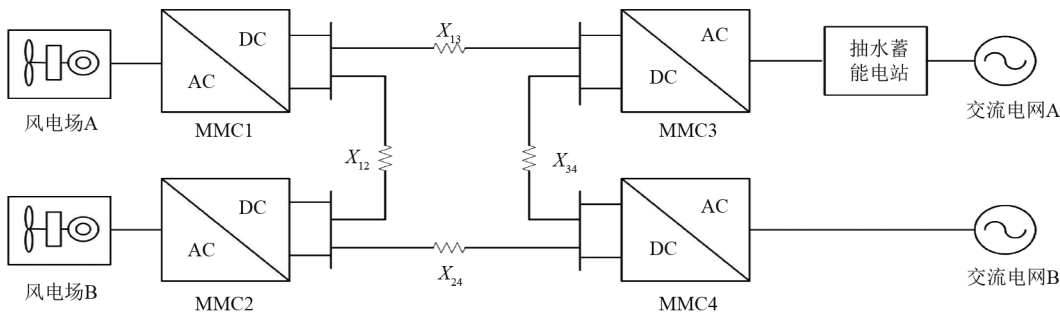 DC
AC
风电场A
MMC1
X13
AC
DC
MMC3
抽水蓄
能电站
交流电网A
X12
X34
DC
AC
风电场B
MMC2
X24
AC
DC
MMC4
交流电网B